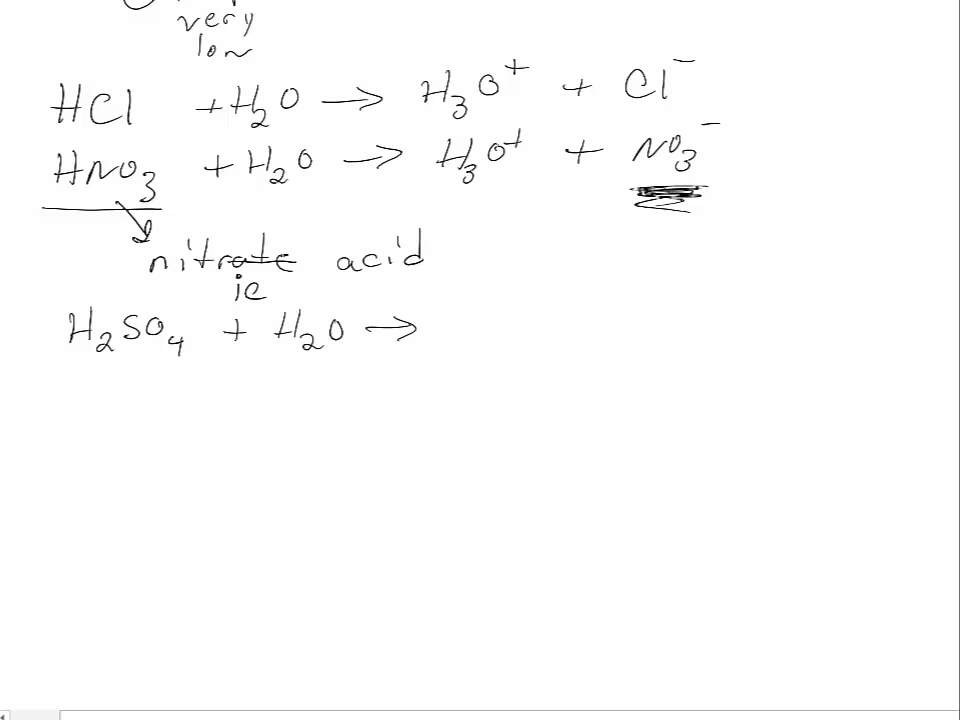 very
low
HCl + H₂O → H₃O⁺ + Cl⁻
HNO₃ + H₂O → H₃O⁺ + NO₃⁻
nitrate acid
ic
H₂SO₄ + H₂O →